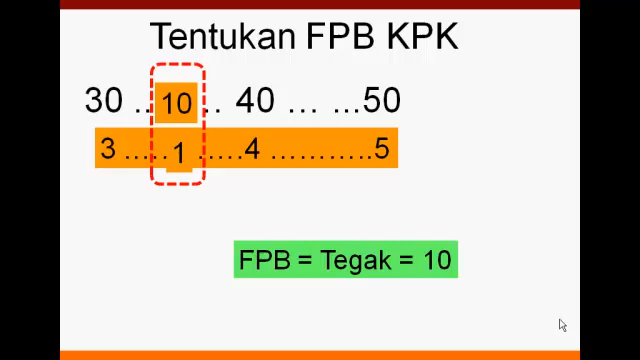 Tentukan FPB KPK
30 .. 10 .. 40 ... ...50
3 ..... 1 .....4 ............5
FPB = Tegak = 10